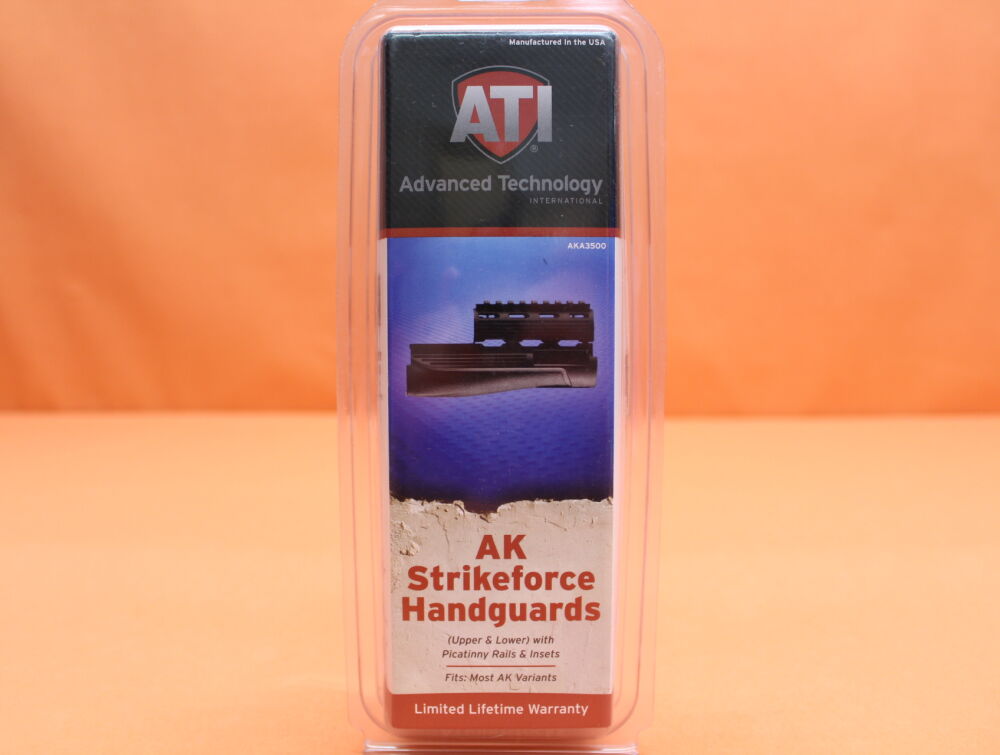 Manufactured in the USA
ATI
®
Advanced Technology
INTERNATIONAL
AKA3500
AK
Strikeforce
Handguards
(Upper & Lower) with
Picatinny Rails & Insets
Fits: Most AK Variants
Limited Lifetime Warranty